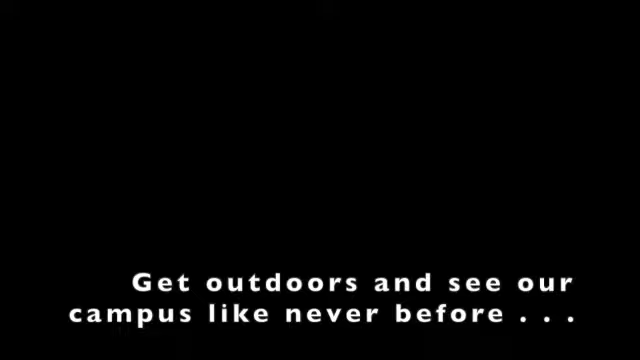 Get outdoors and see our
campus like never before . . .